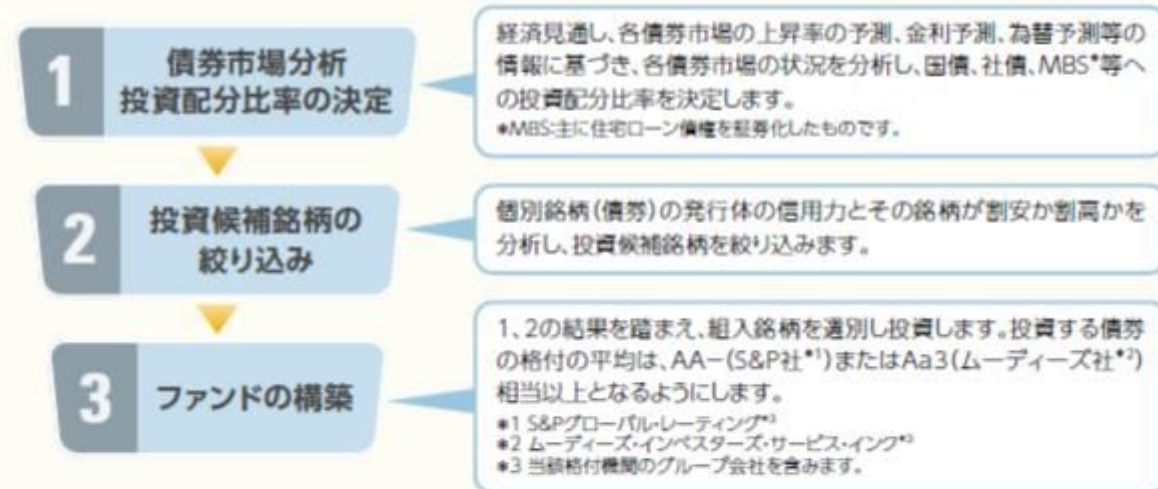 1
債券市場分析
投資配分比率の決定
経済見通し、各債券市場の上昇率の予測、金利予測、為替予測等の
情報に基づき、各債券市場の状況を分析し、国債、社債、MBS*等へ
の投資配分比率を決定します。
*MBS:主に住宅ローン債権を証券化したものです。
2
投資候補銘柄の
絞り込み
個別銘柄(債券)の発行体の信用力とその銘柄が割安か割高かを
分析し、投資候補銘柄を絞り込みます。
3
ファンドの構築
1、2の結果を踏まえ、組入銘柄を選別し投資します。投資する債券
の格付の平均は、AA−(S&P社*1)またはAa3(ムーディーズ社*2)
相当以上となるようにします。
*1 S&Pグローバル・レーティング*3
*2 ムーディーズ・インベスターズ・サービス・インク*3
*3 当該格付機関のグループ会社を含みます。